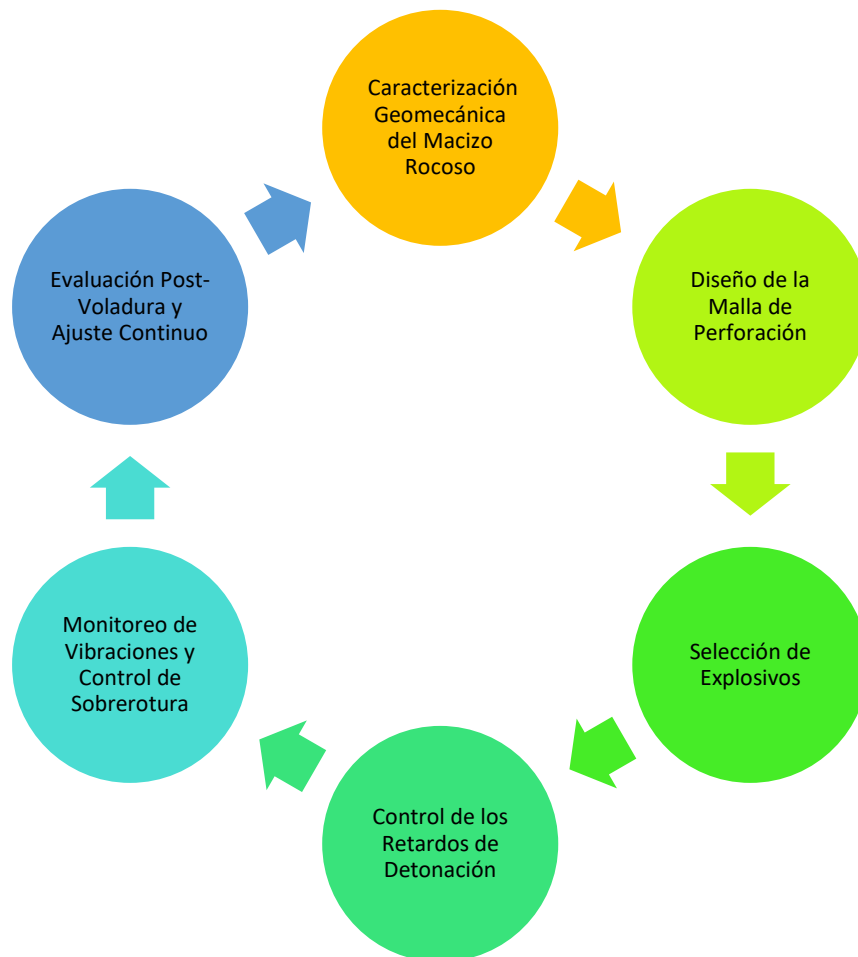 Caracterización
Geomecánica
del Macizo
Rocoso
Diseño de la
Malla de
Perforación
Selección de
Explosivos
Control de los
Retardos de
Detonación
Monitoreo de
Vibraciones y
Control de
Sobrerotura
Evaluación Post-
Voladura y
Ajuste Continuo